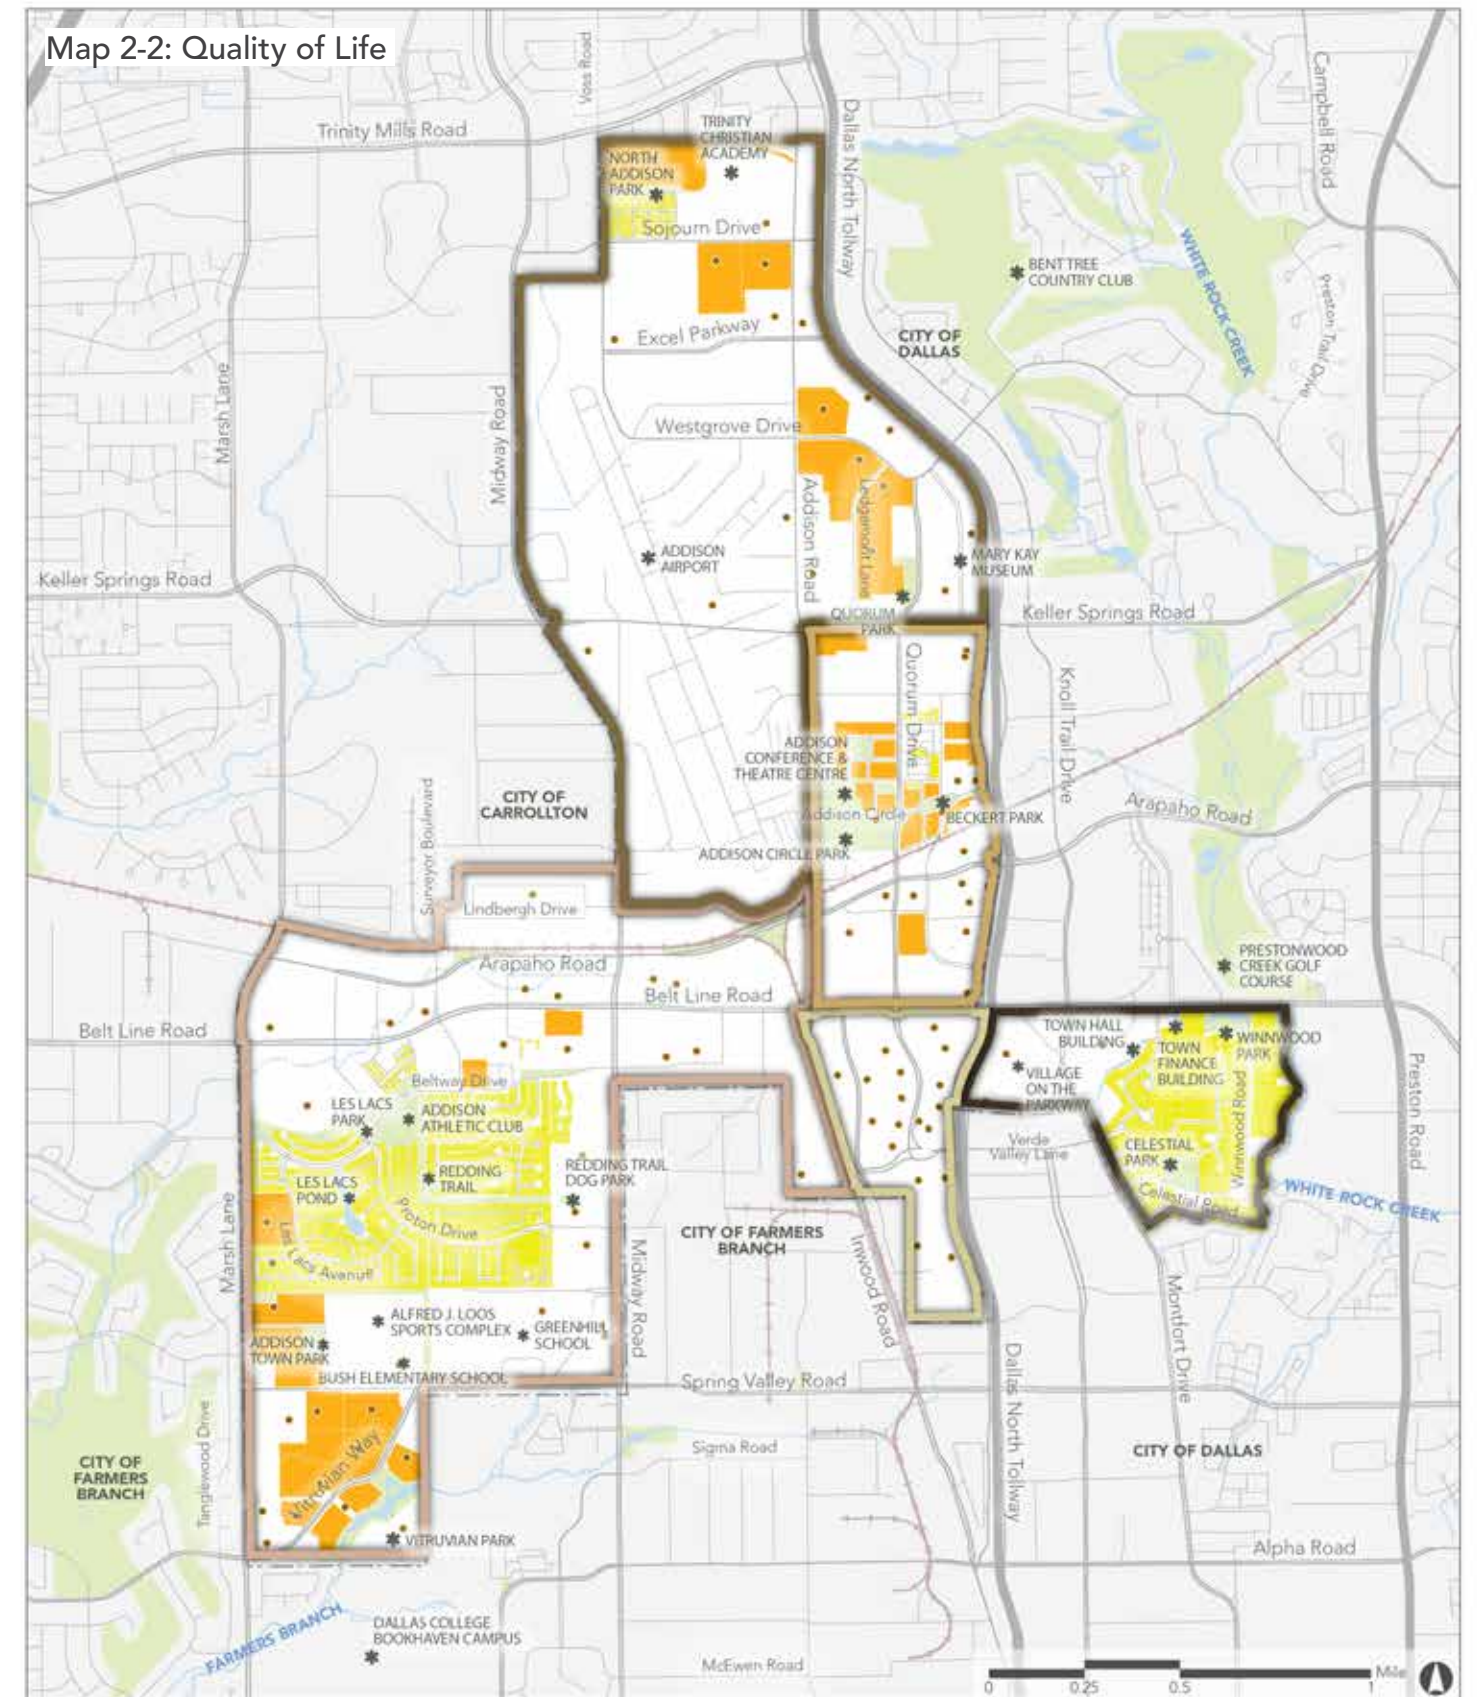 Map 2-2: Quality of Life
Voss Road
Campbell Road
Trinity Mills Road
TRINITY
CHRISTIAN
ACADEMY
Dallas North Tollway
NORTH
ADDISON
PARK
Sojourn Drive
WHITE ROCK CREEK
BENT TREE
COUNTRY CLUB
Preston Trail Drive
Excel Parkway
CITY OF
DALLAS
Marsh Lane
Midway Road
Westgrove Drive
Addison Road
Ledgemont Lane
ADDISON
AIRPORT
MARY KAY
MUSEUM
Keller Springs Road
QUORUM
PARK
Keller Springs Road
Quorum Drive
Knoll Trail Drive
ADDISON
CONFERENCE &
THEATRE CENTRE
CITY OF
CARROLLTON
Surveyor Boulevard
Addison Circle
BECKERT PARK
Arapaho Road
ADDISON CIRCLE PARK
Lindbergh Drive
Arapaho Road
PRESTONWOOD
CREEK GOLF
COURSE
Belt Line Road
Belt Line Road
TOWN HALL
BUILDING
TOWN
FINANCE
BUILDING
WINNWOOD
PARK
VILLAGE
ON THE
PARKWAY
Beltway Drive
LES LACS
PARK
ADDISON
ATHLETIC CLUB
Winnwood Road
Preston Road
Verde
Valley Lane
CELESTIAL
PARK
REDDING
TRAIL
REDDING TRAIL
DOG PARK
LES LACS
POND
Celestial Road
WHITE ROCK CREEK
Marsh Lane
Proton Drive
Les Lacs Avenue
CITY OF FARMERS
BRANCH
Midway Road
Inwood Road
Montfort Drive
ALFRED J. LOOS
SPORTS COMPLEX
GREENHILL
SCHOOL
ADDISON
TOWN PARK
BUSH ELEMENTARY SCHOOL
Spring Valley Road
Dallas North Tollway
Tanglewood Drive
Vitruvian Way
Sigma Road
CITY OF DALLAS
CITY OF
FARMERS
BRANCH
VITRUVIAN PARK
Alpha Road
FARMERS BRANCH
DALLAS COLLEGE
BOOKHAVEN CAMPUS
McEwen Road
Mile
0 0.25 0.5 1